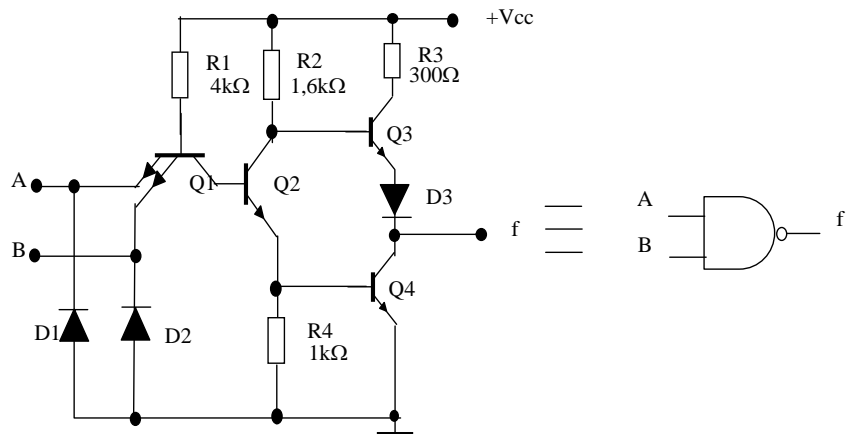 +Vcc
R1
4kΩ
R2
1,6kΩ
R3
300Ω
Q3
A
Q1
Q2
D3
B
f
A
B
f
Q4
D1
D2
R4
1kΩ